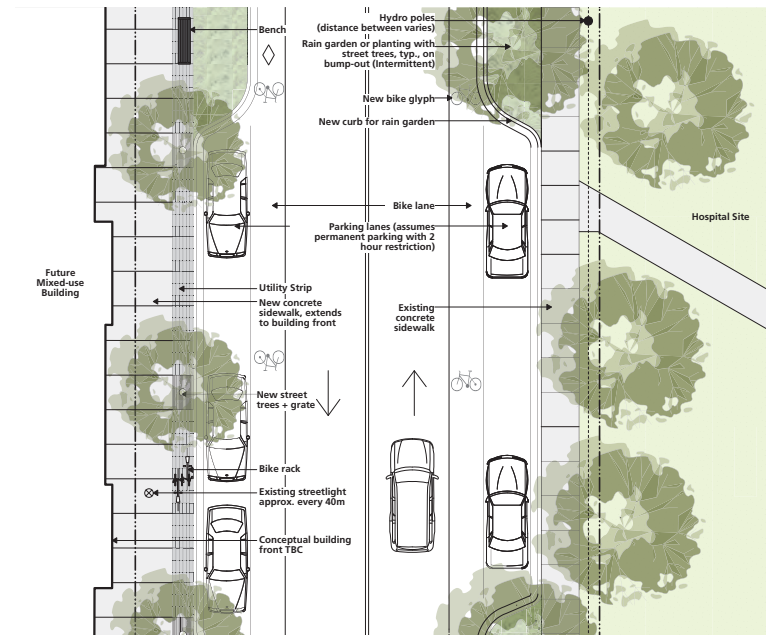 Hydro poles
(distance between varies)
Bench
Rain garden or planting with
street trees, typ., on
bump-out (Intermittent)
New bike glyph
New curb for rain garden
Bike lane
Hospital Site
Parking lanes (assumes
permanent parking with 2
hour restriction)
Future
Mixed-use
Building
Utility Strip
New concrete
sidewalk, extends
to building front
Existing
concrete
sidewalk
New street
trees + grate
Bike rack
Existing streetlight
approx. every 40m
Conceptual building
front TBC